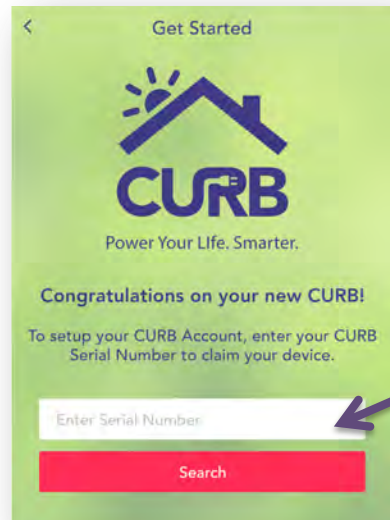 Get Started
CURB
Power Your LIfe. Smarter.
Congratulations on your new CURB!
To setup your CURB Account, enter your CURB
Serial Number to claim your device.
Enter Serial Number
Search